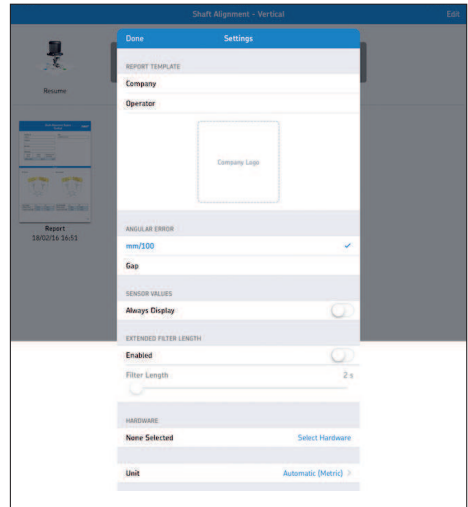 Shaft Alignment - Vertical
Edit
Done
Settings
Resume
REPORT TEMPLATE
Company
Operator
Company Logo
Report
18/02/16 16:51
ANGULAR ERROR
mm/100
Gap
SENSOR VALUES
Always Display
EXTENDED FILTER LENGTH
Enabled
Filter Length
2 s
HARDWARE
None Selected
Select Hardware
Unit
Automatic (Metric)